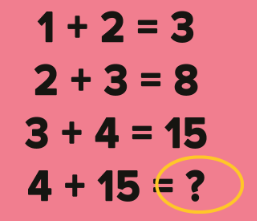 1 + 2 = 3
2 + 3 = 8
3 + 4 = 15
4 + 15 = ?